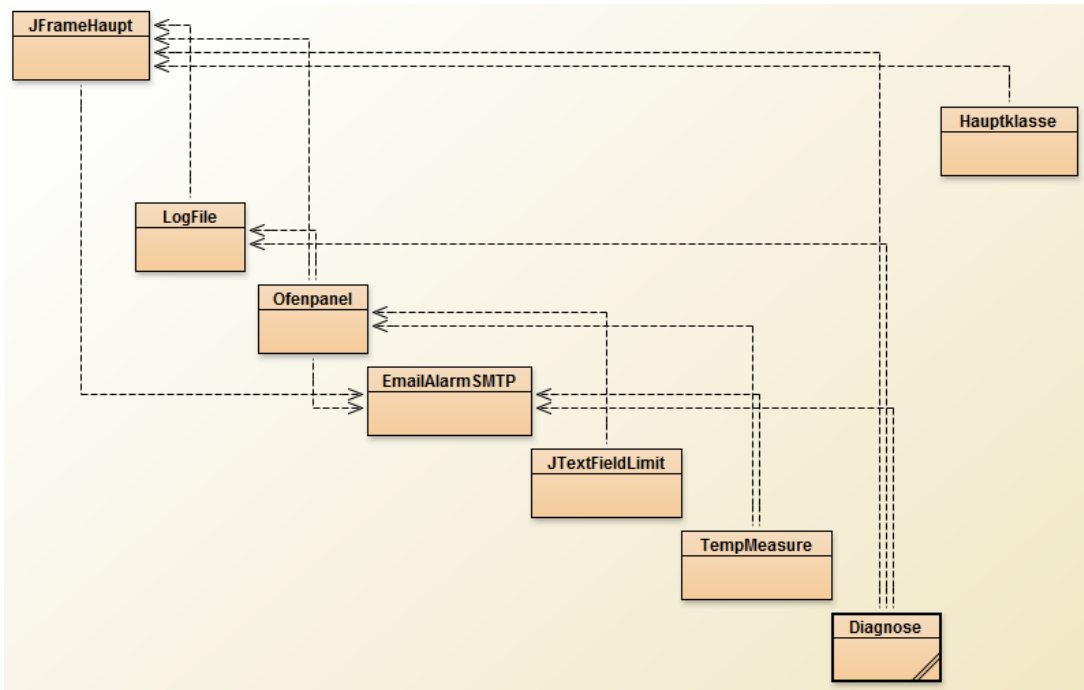 JFrameHaupt
Hauptklasse
LogFile
Ofenpanel
EmailAlarmSMTP
JTextFieldLimit
TempMeasure
Diagnose